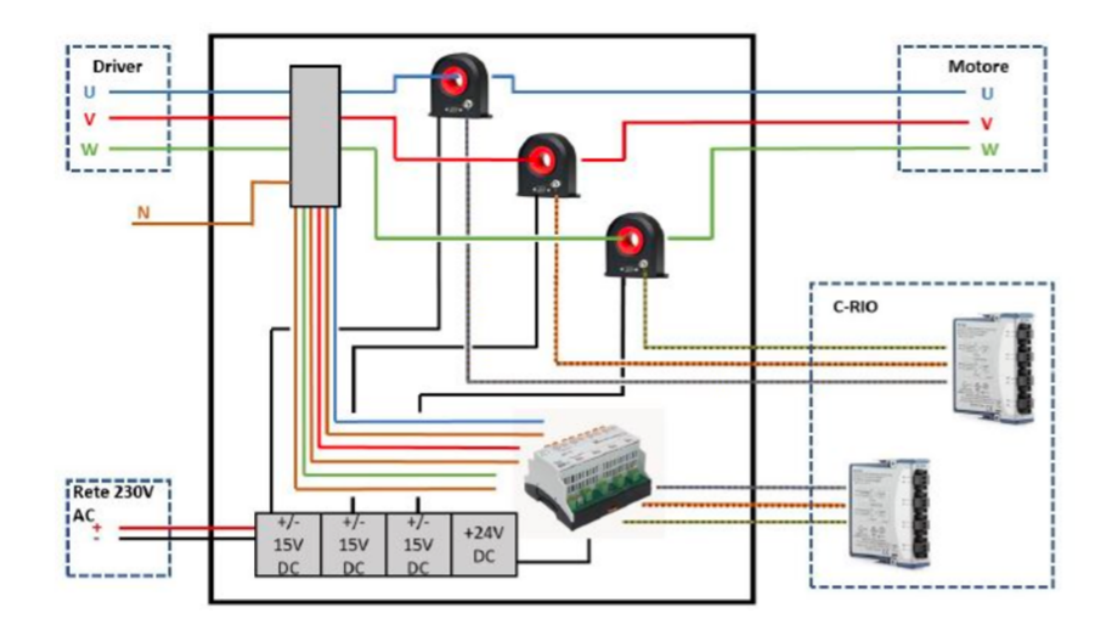 Driver
U
V
W
N
Motore
U
V
W
C-RIO
Rete 230V
AC
+
-
+/-
15V
DC
+/-
15V
DC
+/-
15V
DC
+24V
DC